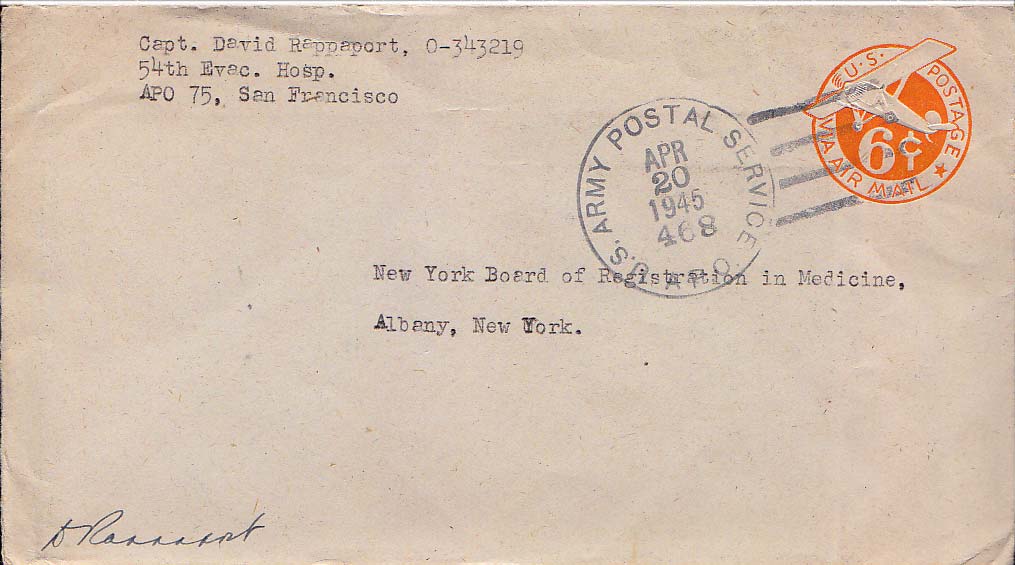 Capt. David Rappaport, O-343219
54th Evac. Hosp.
APO 75, San Francisco
U.S. POSTAGE
VIA AIR MAIL
6¢
U.S. ARMY POSTAL SERVICE
APR
20
1945
468
A.P.O.
New York Board of Registration in Medicine,
Albany, New York.
D Rappaport